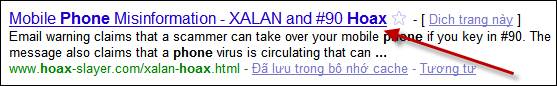 Mobile Phone Misinformation - XALAN and #90 Hoax ☆ - [ Dịch trang này ]
Email warning claims that a scammer can take over your mobile phone if you key in #90. The
message also claims that a phone virus is circulating that can ...
www.hoax-slayer.com/xalan-hoax.html - Đã lưu trong bộ nhớ cache - Tương tự